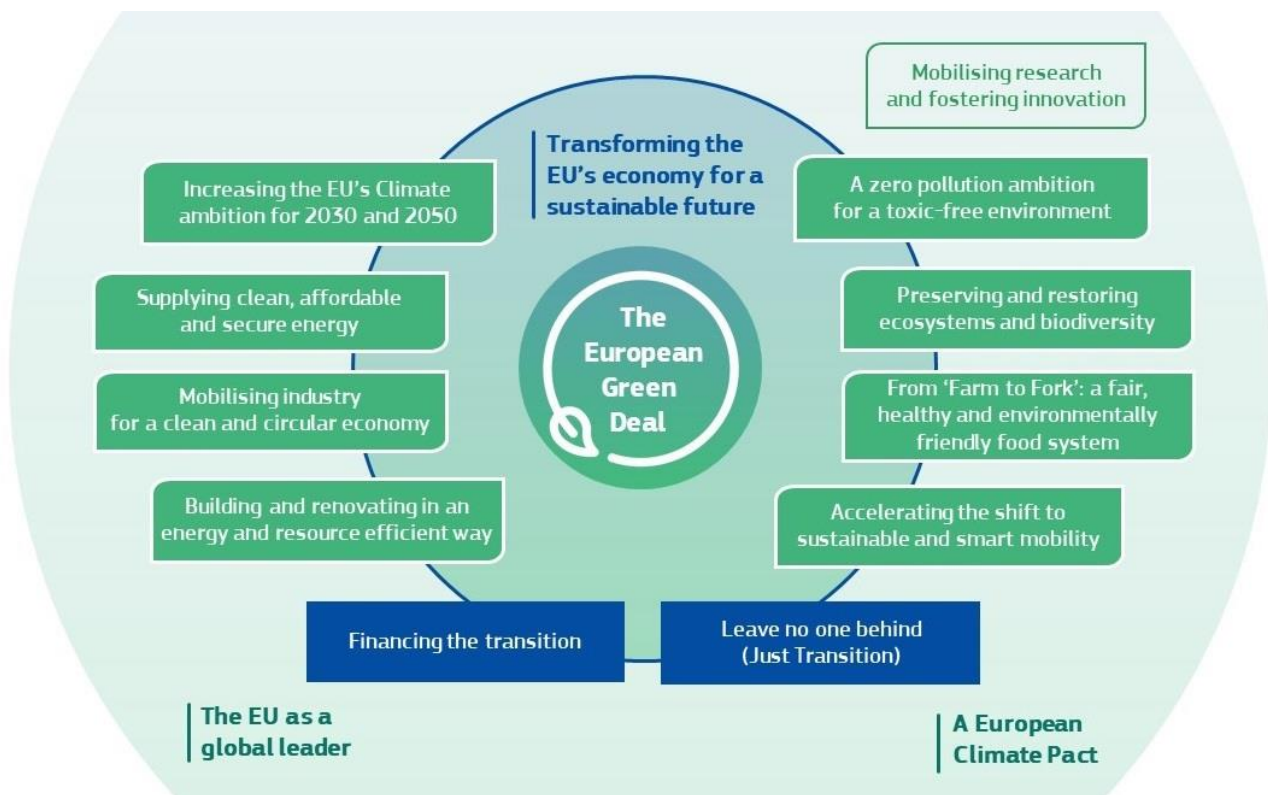 Mobilising research
and fostering innovation
Transforming the
EU's economy for a
sustainable future
Increasing the EU's Climate
ambition for 2030 and 2050
A zero pollution ambition
for a toxic-free environment
Supplying clean, affordable
and secure energy
Preserving and restoring
ecosystems and biodiversity
The
European
Green
Deal
Mobilising industry
for a clean and circular economy
From ‘Farm to Fork’: a fair,
healthy and environmentally
friendly food system
Building and renovating in an
energy and resource efficient way
Accelerating the shift to
sustainable and smart mobility
Financing the transition
Leave no one behind
(Just Transition)
The EU as a
global leader
A European
Climate Pact